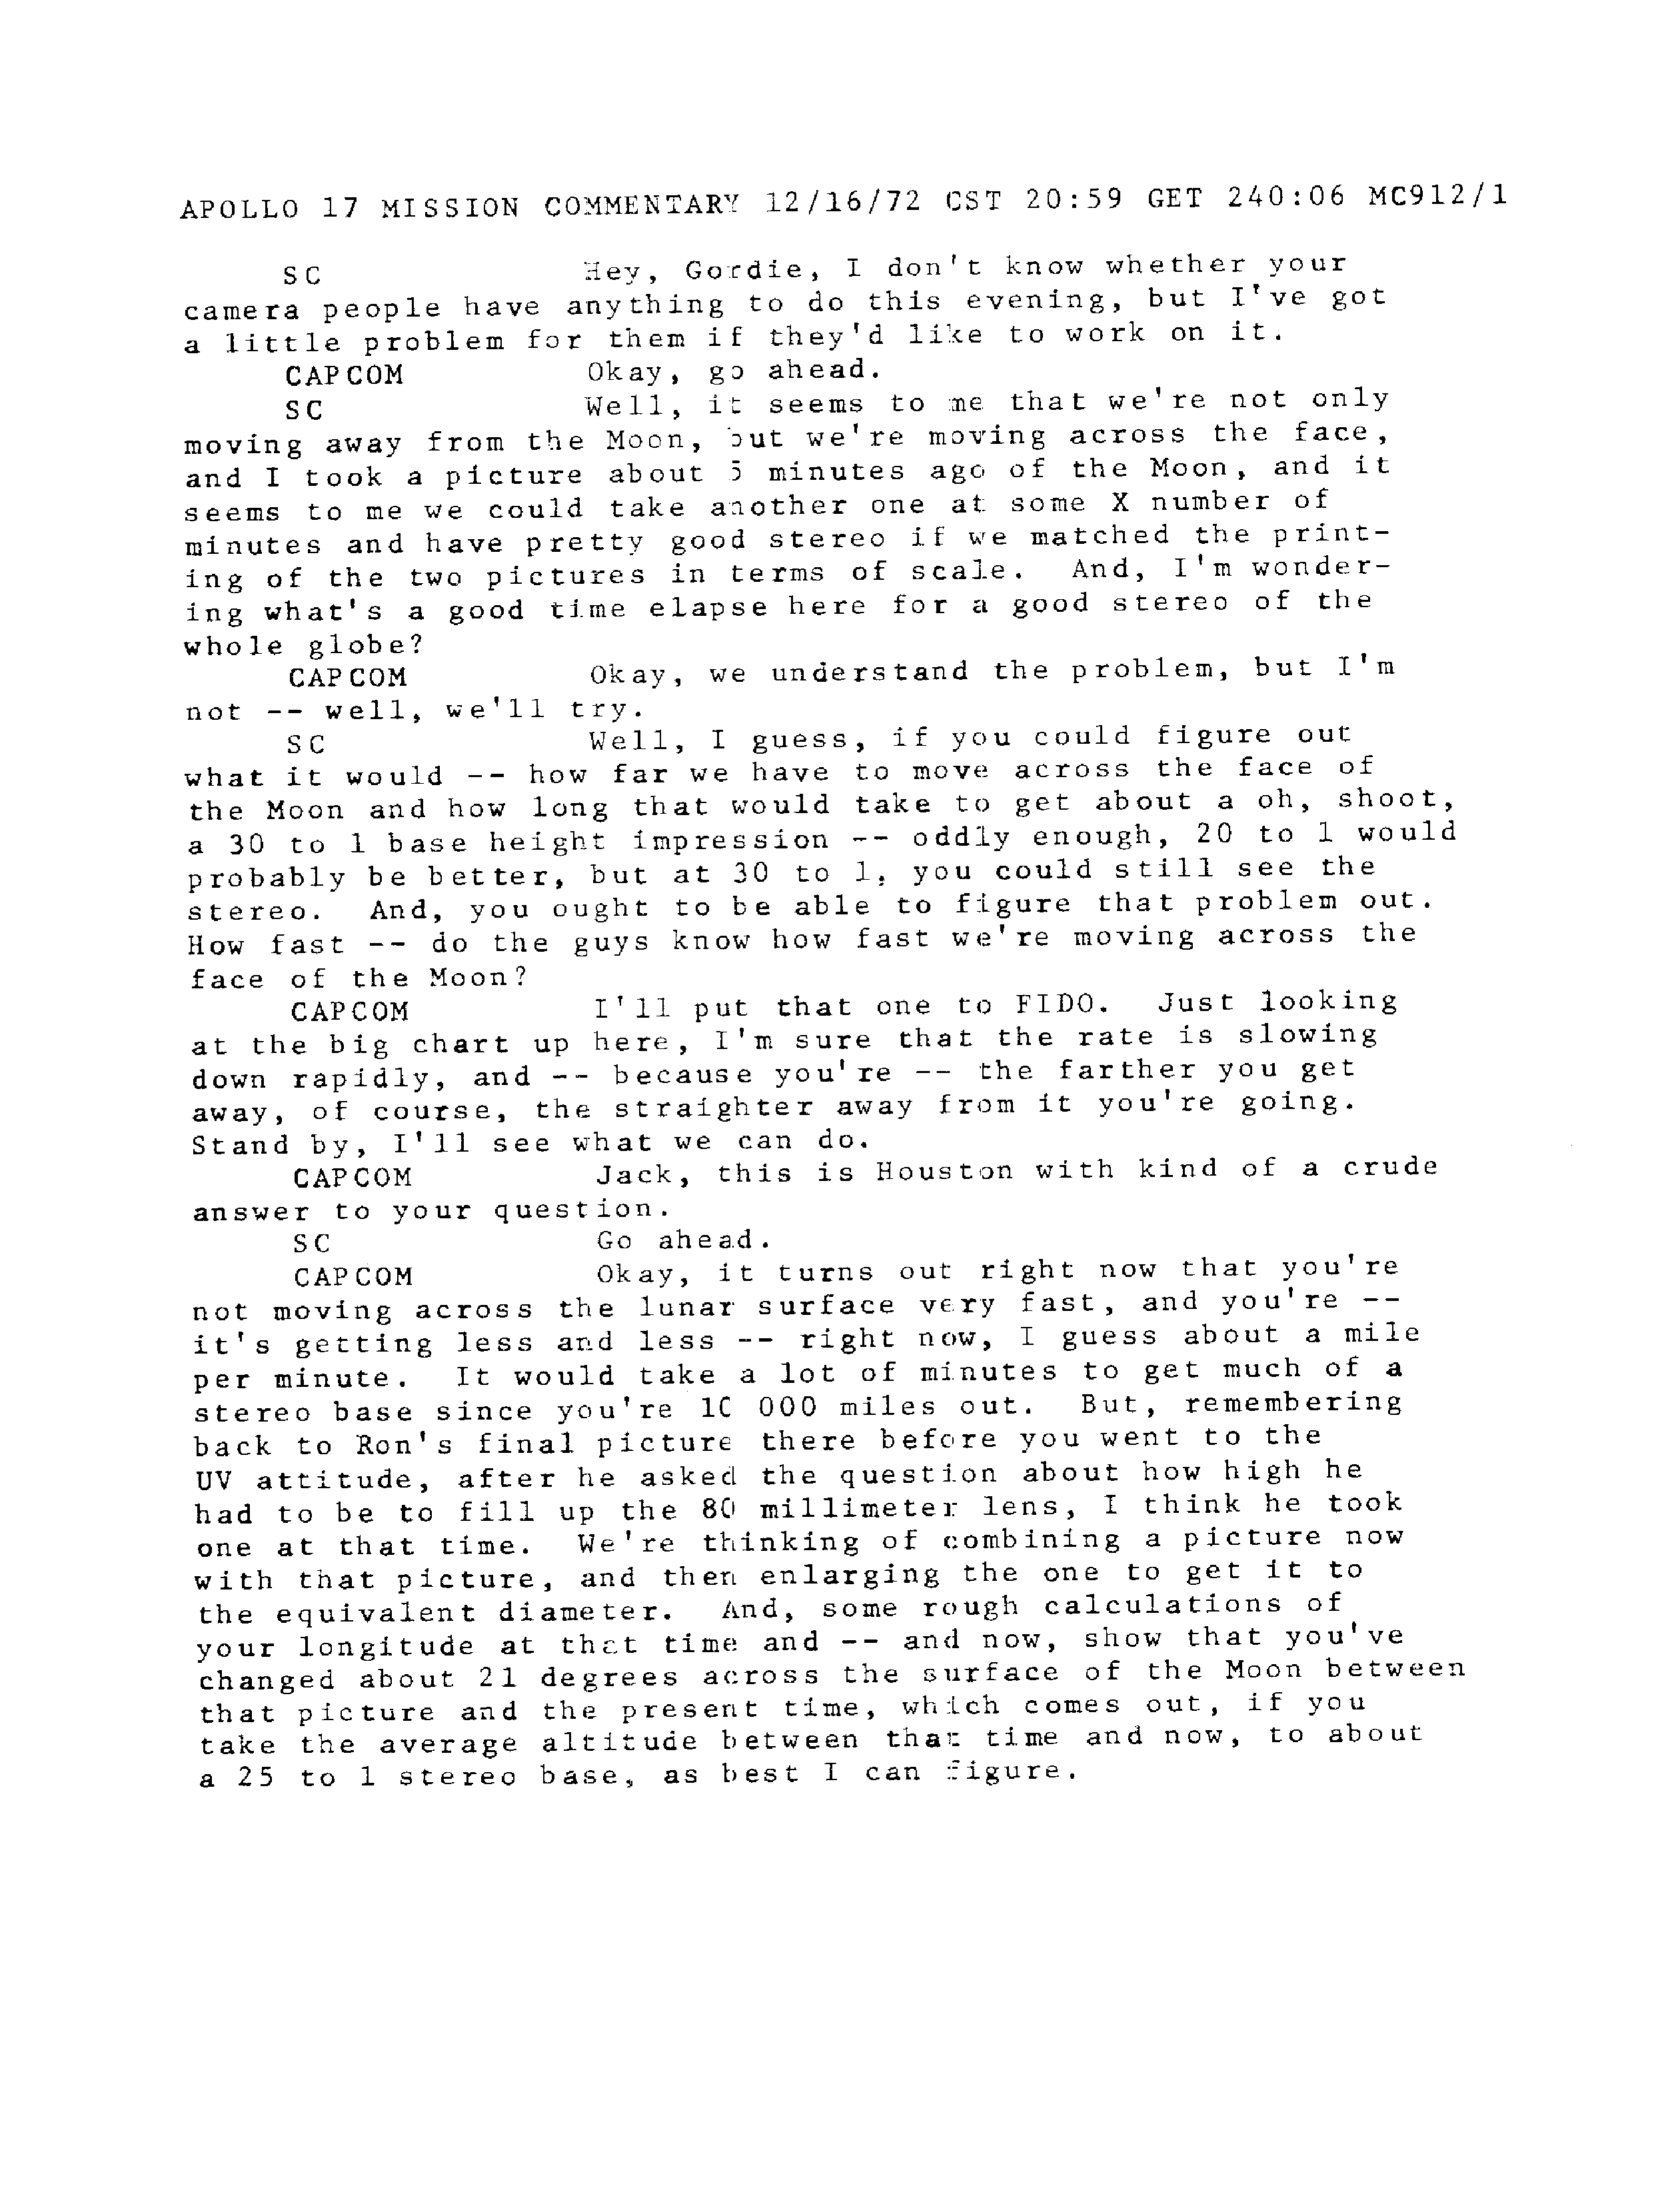 APOLLO 17 MISSION COMMENTARY 12/16/72 CST 20:59 GET 240:06 MC912/1
SC Hey, Gordie, I don't know whether your
camera people have anything to do this evening, but I've got
a little problem for them if they'd like to work on it.
CAPCOM Okay, go ahead.
SC Well, it seems to me that we're not only
moving away from the Moon, but we're moving across the face,
and I took a picture about 5 minutes ago of the Moon, and it
seems to me we could take another one at some X number of
minutes and have pretty good stereo if we matched the print-
ing of the two pictures in terms of scale. And, I'm wonder-
ing what's a good time elapse here for a good stereo of the
whole globe?
CAPCOM Okay, we understand the problem, but I'm
not -- well, we'll try.
SC Well, I guess, if you could figure out
what it would -- how far we have to move across the face of
the Moon and how long that would take to get about a oh, shoot,
a 30 to 1 base height impression -- oddly enough, 20 to 1 would
probably be better, but at 30 to 1, you could still see the
stereo. And, you ought to be able to figure that problem out.
How fast -- do the guys know how fast we're moving across the
face of the Moon?
CAPCOM I'll put that one to FIDO. Just looking
at the big chart up here, I'm sure that the rate is slowing
down rapidly, and -- because you're -- the farther you get
away, of course, the straighter away from it you're going.
Stand by, I'll see what we can do.
CAPCOM Jack, this is Houston with kind of a crude
answer to your question.
SC Go ahead.
CAPCOM Okay, it turns out right now that you're
not moving across the lunar surface very fast, and you're --
it's getting less and less -- right now, I guess about a mile
per minute. It would take a lot of minutes to get much of a
stereo base since you're 10 000 miles out. But, remembering
back to Ron's final picture there before you went to the
UV attitude, after he asked the question about how high he
had to be to fill up the 80 millimeter lens, I think he took
one at that time. We're thinking of combining a picture now
with that picture, and then enlarging the one to get it to
the equivalent diameter. And, some rough calculations of
your longitude at that time and -- and now, show that you've
changed about 21 degrees across the surface of the Moon between
that picture and the present time, which comes out, if you
take the average altitude between that time and now, to about
a 25 to 1 stereo base, as best I can figure.